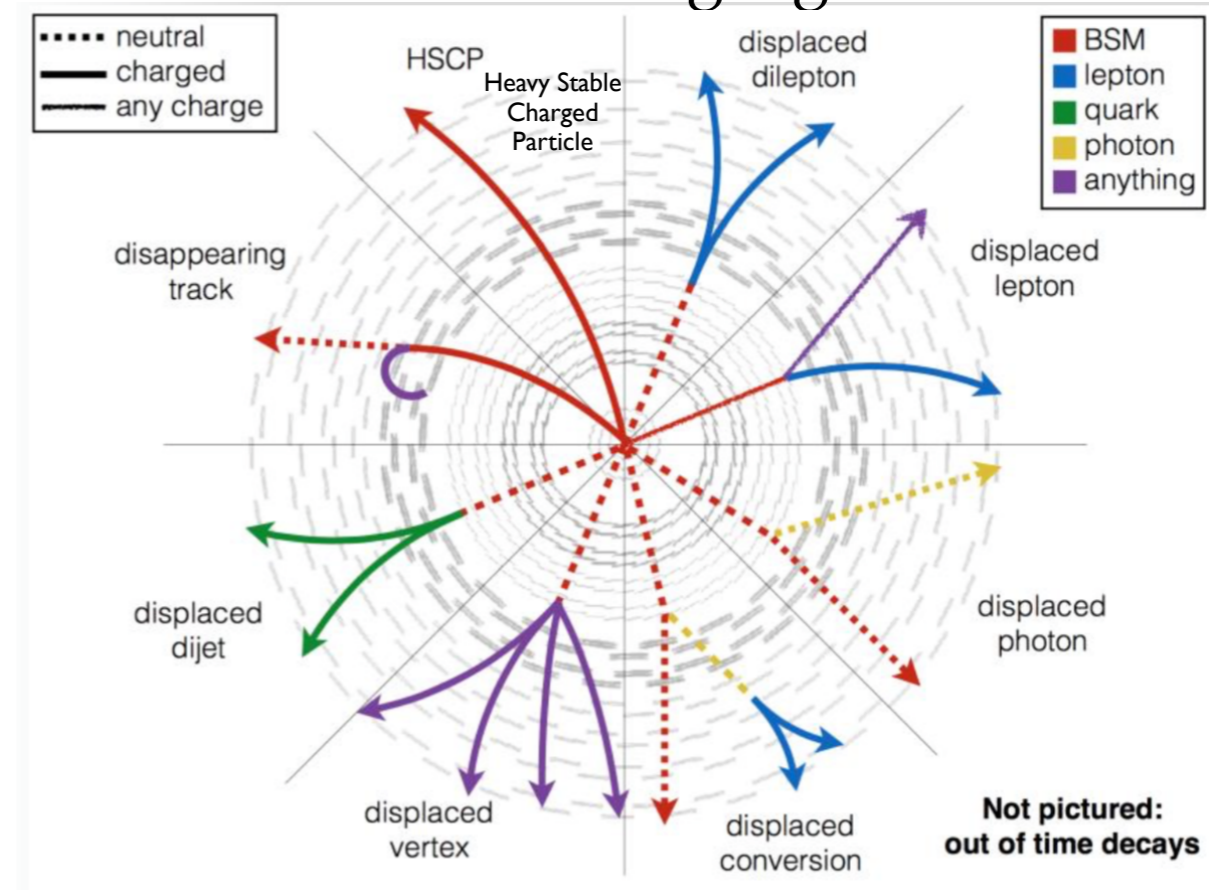 neutral
charged
any charge
HSCP
Heavy Stable
Charged
Particle
displaced
dilepton
BSM
lepton
quark
photon
anything
disappearing
track
displaced
lepton
displaced
dijet
displaced
photon
displaced
vertex
displaced
conversion
Not pictured:
out of time decays